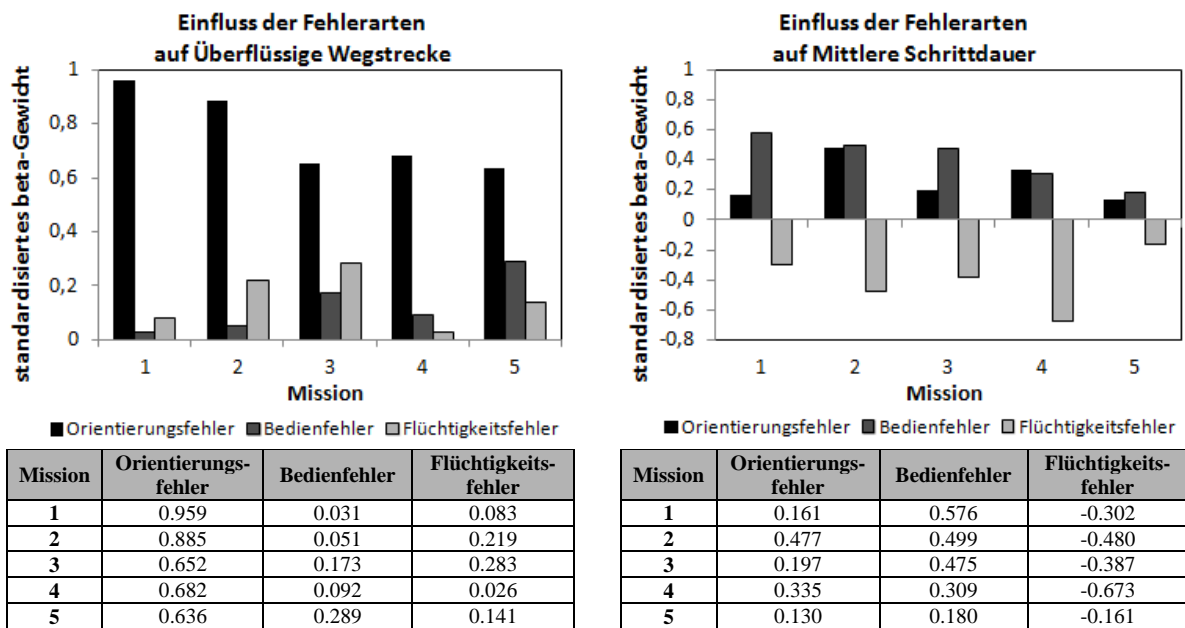 Einfluss der Fehlerarten
auf Überflüssige Wegstrecke
standardisiertes beta-Gewicht
1
0,8
0,6
0,4
0,2
0
1 2 3 4 5
Mission
Orientierungsfehler Bedienfehler Flüchtigkeitsfehler
Mission Orientierungs-fehler Bedienfehler Flüchtigkeits-fehler
1 0.959 0.031 0.083
2 0.885 0.051 0.219
3 0.652 0.173 0.283
4 0.682 0.092 0.026
5 0.636 0.289 0.141
Einfluss der Fehlerarten
auf Mittlere Schrittdauer
standardisiertes beta-Gewicht
1
0,8
0,6
0,4
0,2
0
-0,2
-0,4
-0,6
-0,8
1 2 3 4 5
Mission
Orientierungsfehler Bedienfehler Flüchtigkeitsfehler
Mission Orientierungs-fehler Bedienfehler Flüchtigkeits-fehler
1 0.161 0.576 -0.302
2 0.477 0.499 -0.480
3 0.197 0.475 -0.387
4 0.335 0.309 -0.673
5 0.130 0.180 -0.161